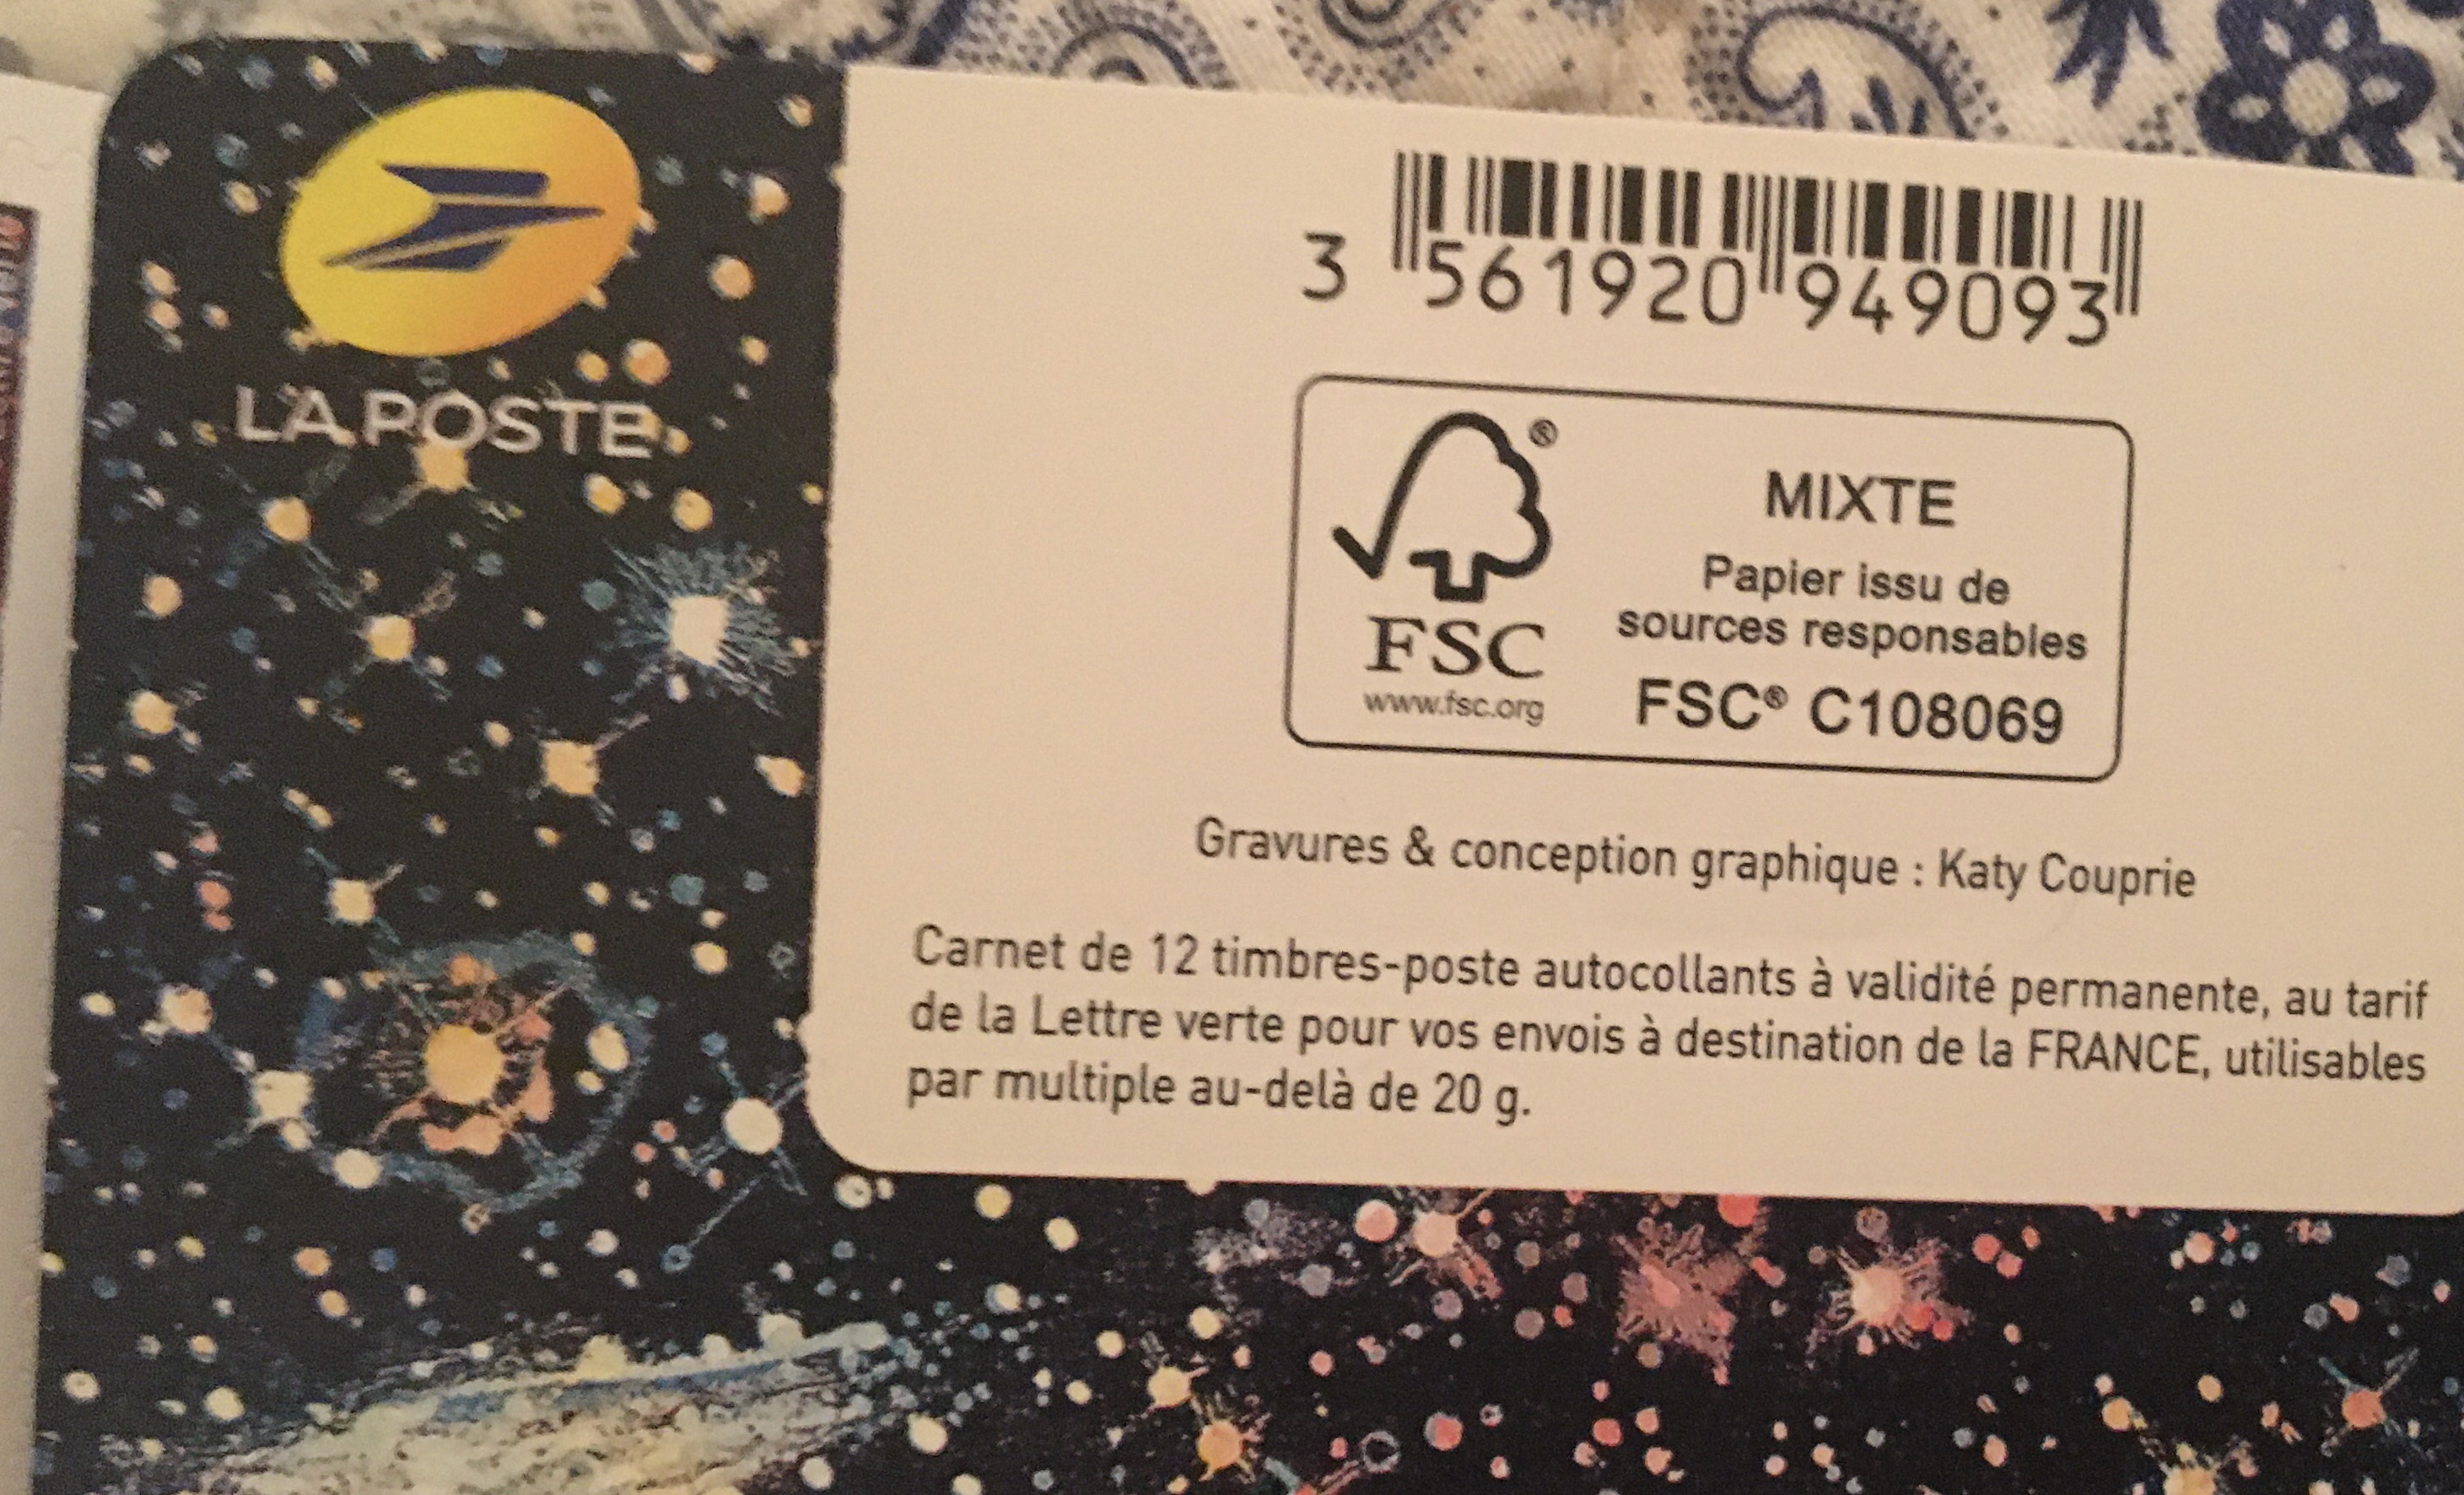 LA POSTE
3 561920 949093
®
FSC
www.fsc.org
MIXTE
Papier issu de
sources responsables
FSC® C108069
Gravures & conception graphique : Katy Couprie
Carnet de 12 timbres-poste autocollants à validité permanente, au tarif
de la Lettre verte pour vos envois à destination de la FRANCE, utilisables
par multiple au-delà de 20 g.